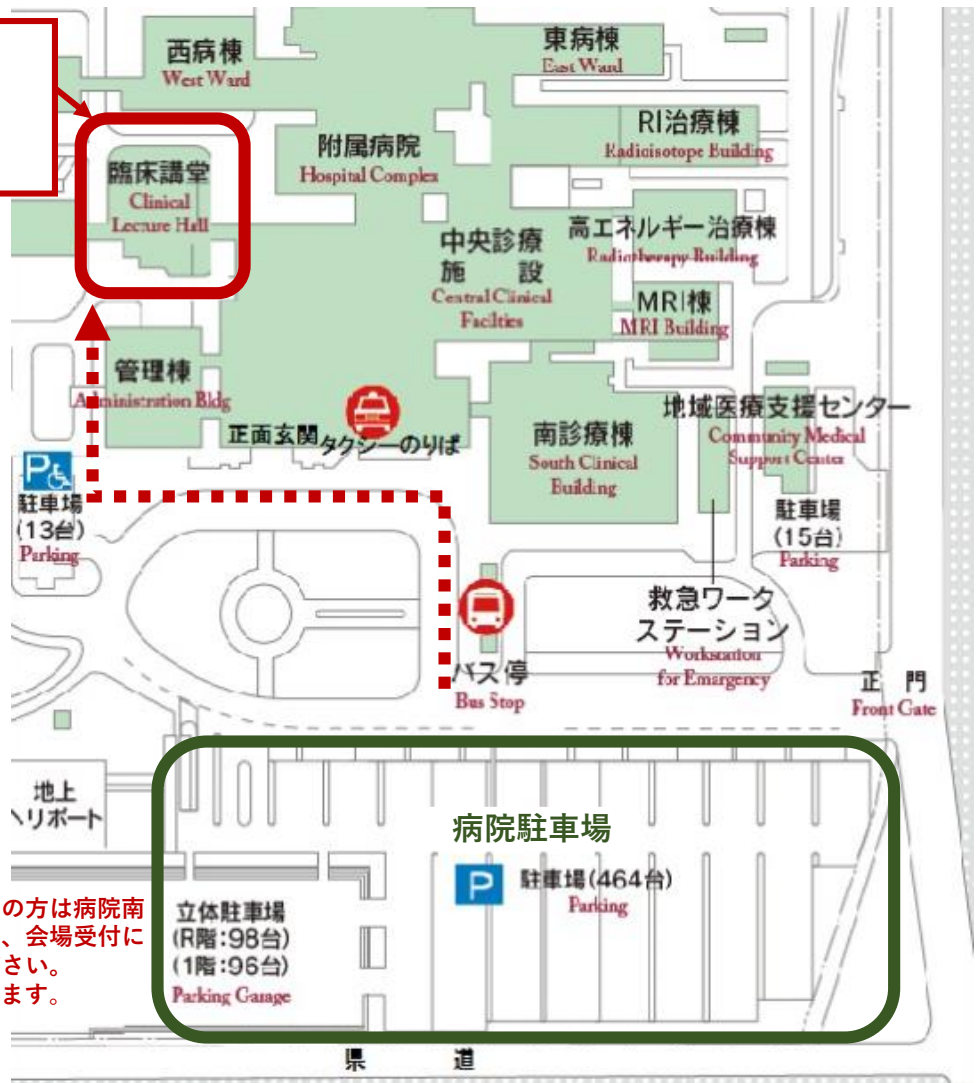 西病棟
West Ward
東病棟
East Ward
附属病院
Hospital Complex
RI治療棟
Radioisotope Building
臨床講堂
Clinical
Lecture Hall
中央診療
施 設
Central Clinical
Facilties
高エネルギー治療棟
Radiotherapy Building
MRI棟
MRI Building
管理棟
Administration Bldg
正面玄関
タクシーのりば
南診療棟
South Clinical
Building
地域医療支援センター
Community Medical
Support Center
P
駐車場
(13台)
Parking
駐車場
(15台)
Parking
救急ワーク
ステーション
Workstation
for Emargency
バス停
Bus Stop
正 門
Front Gate
地上
ヘリポート
病院駐車場
P
駐車場(464台)
Parking
の方は病院南
、会場受付に
さい。
ます。
立体駐車場
(R階:98台)
(1階:96台)
Parking Garage
県 道